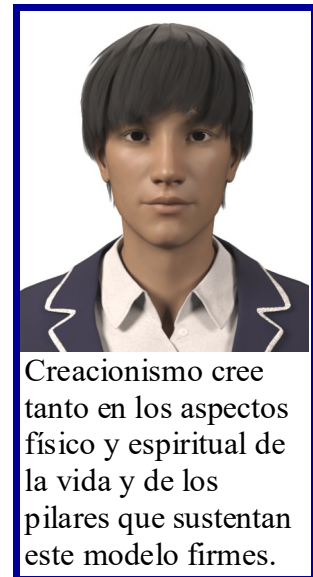 Creacionismo cree
tanto en los aspectos
físico y espiritual de
la vida y de los
pilares que sustentan
este modelo firmes.